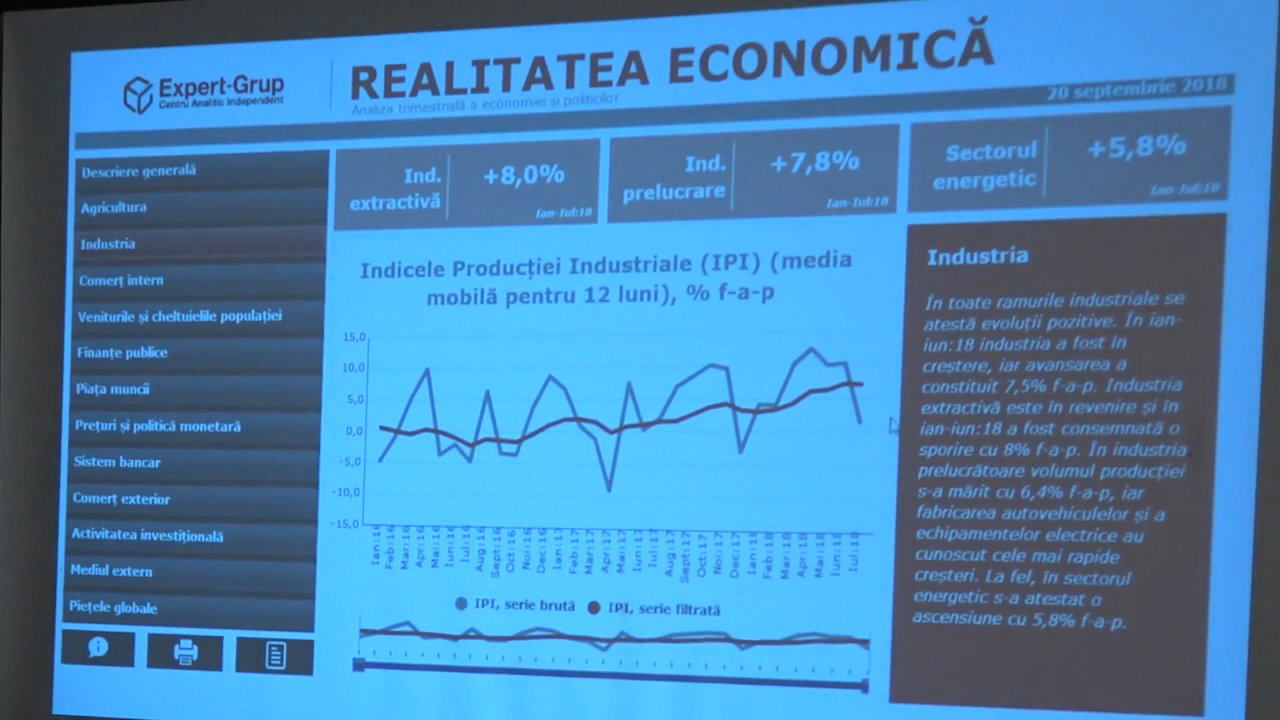 Expert-Grup
Centru Analitic Independent
REALITATEA ECONOMICĂ
Analiza trimestrială a economiei si politicilor
20 septembrie 2018
Descriere generală
Agricultura
Industria
Comerț intern
Veniturile și cheltuielile populației
Finanțe publice
Piața muncii
Prețuri și politică monetară
Sistem bancar
Comerț exterior
Activitatea investițională
Mediul extern
Piețele globale
Ind.
extractivă
+8,0%
Ian-Iul:18
Ind.
prelucrare
+7,8%
Ian-Iul:18
Sectorul
energetic
+5,8%
Ian-Iul:18
Indicele Producției Industriale (IPI) (media
mobilă pentru 12 luni), % f-a-p
15,0
10,0
5,0
0,0
-5,0
-10,0
-15,0
Ian:16
Feb:16
Mar:16
Apr:16
Mai:16
Iun:16
Iul:16
Aug:16
Sept:16
Oct:16
Noi:16
Dec:16
Ian:17
Feb:17
Mar:17
Apr:17
Mai:17
Iun:17
Iul:17
Aug:17
Sept:17
Oct:17
Noi:17
Dec:17
Ian:18
Feb:18
Mar:18
Apr:18
Mai:18
Iun:18
Iul:18
IPI, serie brută
IPI, serie filtrată
Industria
În toate ramurile industriale se
atestă evoluții pozitive. În ian-
iun:18 industria a fost în
creștere, iar avansarea a
constituit 7,5% f-a-p. Industria
extractivă este în revenire și în
ian-iun:18 a fost consemnată o
sporire cu 8% f-a-p. În industria
prelucrătoare volumul producției
s-a mărit cu 6,4% f-a-p, iar
fabricarea autovehiculelor și a
echipamentelor electrice au
cunoscut cele mai rapide
creșteri. La fel, în sectorul
energetic s-a atestat o
ascensiune cu 5,8% f-a-p.